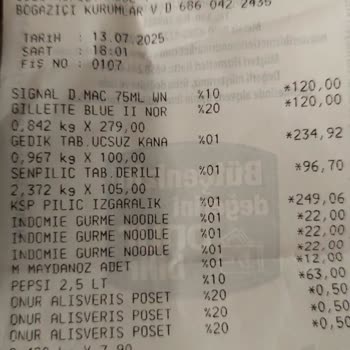 BOGAZİÇİ KURUMLAR V.D 686 042 2435
TARİH : 13.07.2025
SAAT : 18:01
FİŞ NO : 0107
SIGNAL D.MAC 75ML WN %10 *120,00
GILLETTE BLUE II NOR %20 *120,00
0,842 kg X 279,00
GEDIK TAB.UCSUZ KANA %01 *234,92
0,967 kg X 100,00
SENPILIC TAB.DERILI %01 *96,70
2,372 kg X 105,00
KSP PILIC IZGARALIK %01 *249,06
INDOMIE GURME NOODLE %01 *22,00
INDOMIE GURME NOODLE %01 *22,00
INDOMIE GURME NOODLE %01 *22,00
M MAYDANOZ ADET %01 *12,00
PEPSI 2,5 LT %10 *63,00
ONUR ALISVERIS POSET %20 *0,50
ONUR ALISVERIS POSET %20 *0,50
ONUR ALISVERIS POSET %20 *0,50